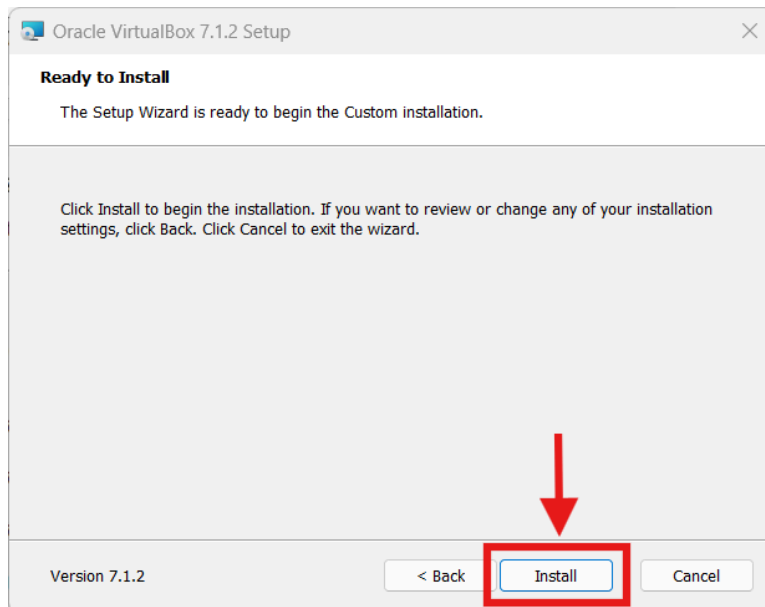 Oracle VirtualBox 7.1.2 Setup
Ready to Install
The Setup Wizard is ready to begin the Custom installation.
Click Install to begin the installation. If you want to review or change any of your installation
settings, click Back. Click Cancel to exit the wizard.
Version 7.1.2
< Back
Install
Cancel